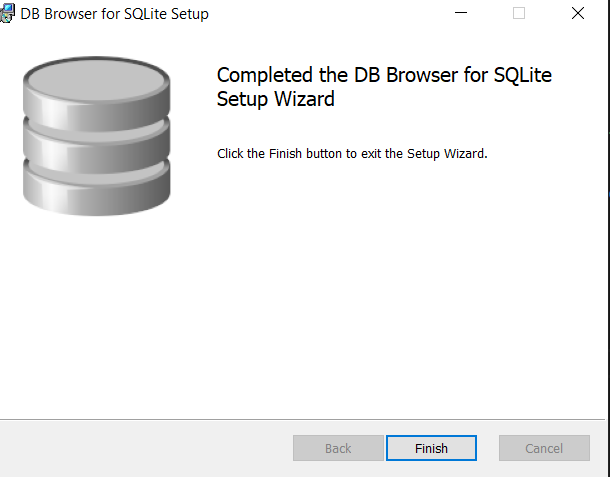 DB Browser for SQLite Setup
Completed the DB Browser for SQLite
Setup Wizard
Click the Finish button to exit the Setup Wizard.
Back
Finish
Cancel